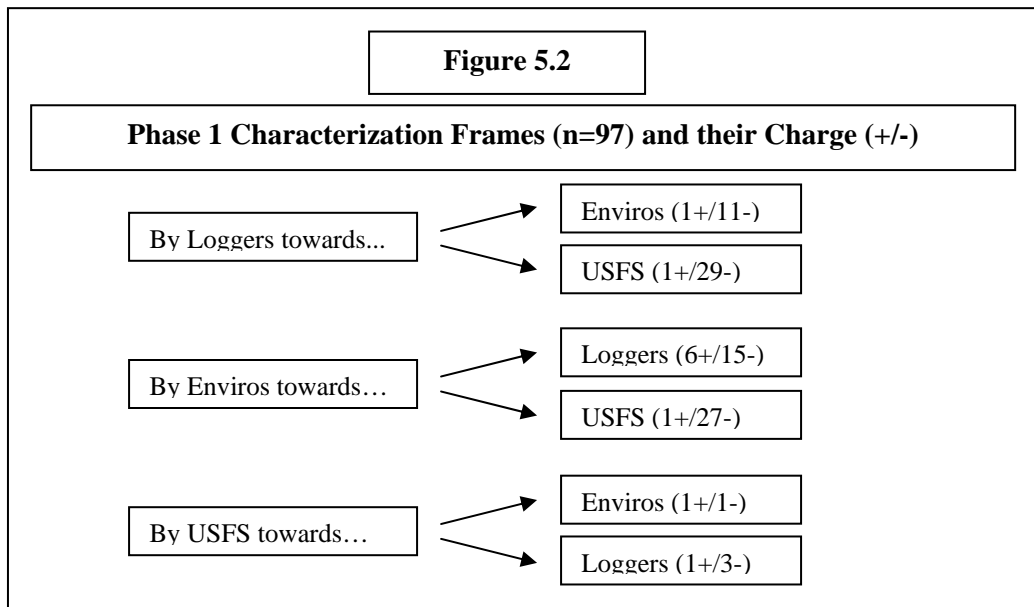 Figure 5.2
Phase 1 Characterization Frames (n=97) and their Charge (+/-)
By Loggers towards...
Enviros (1+/11-)
USFS (1+/29-)
By Enviros towards…
Loggers (6+/15-)
USFS (1+/27-)
By USFS towards…
Enviros (1+/1-)
Loggers (1+/3-)